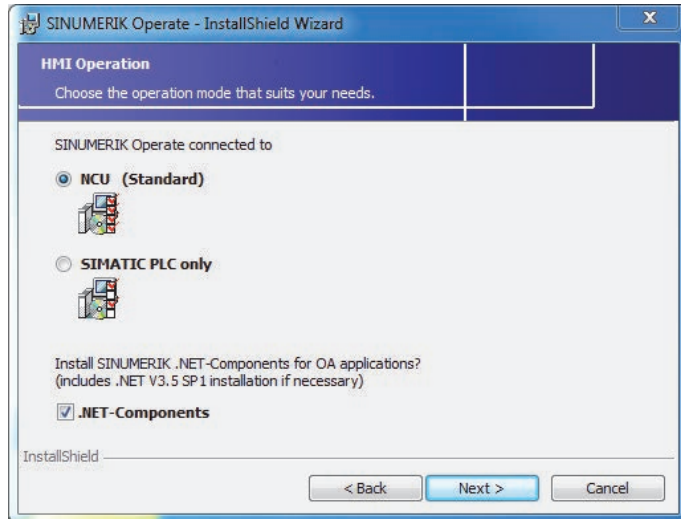 SINUMERIK Operate - InstallShield Wizard
X
HMI Operation
Choose the operation mode that suits your needs.
SINUMERIK Operate connected to
NCU (Standard)
SIMATIC PLC only
Install SINUMERIK .NET-Components for OA applications?
(includes .NET V3.5 SP1 installation if necessary)
.NET-Components
InstallShield
< Back Next > Cancel